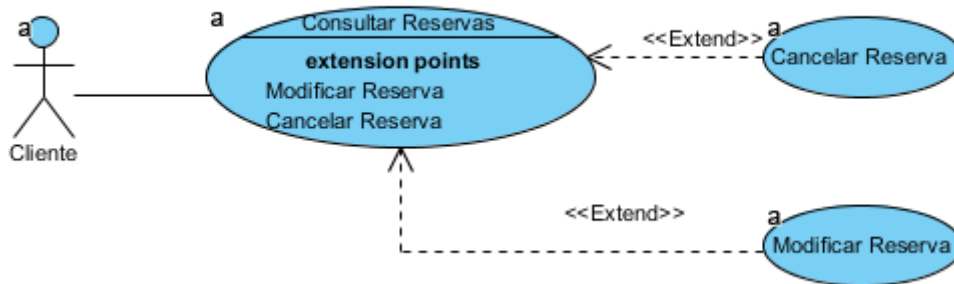 a
Cliente
a
Consultar Reservas
extension points
Modificar Reserva
Cancelar Reserva
<<Extend>>
a
Cancelar Reserva
<<Extend>>
a
Modificar Reserva